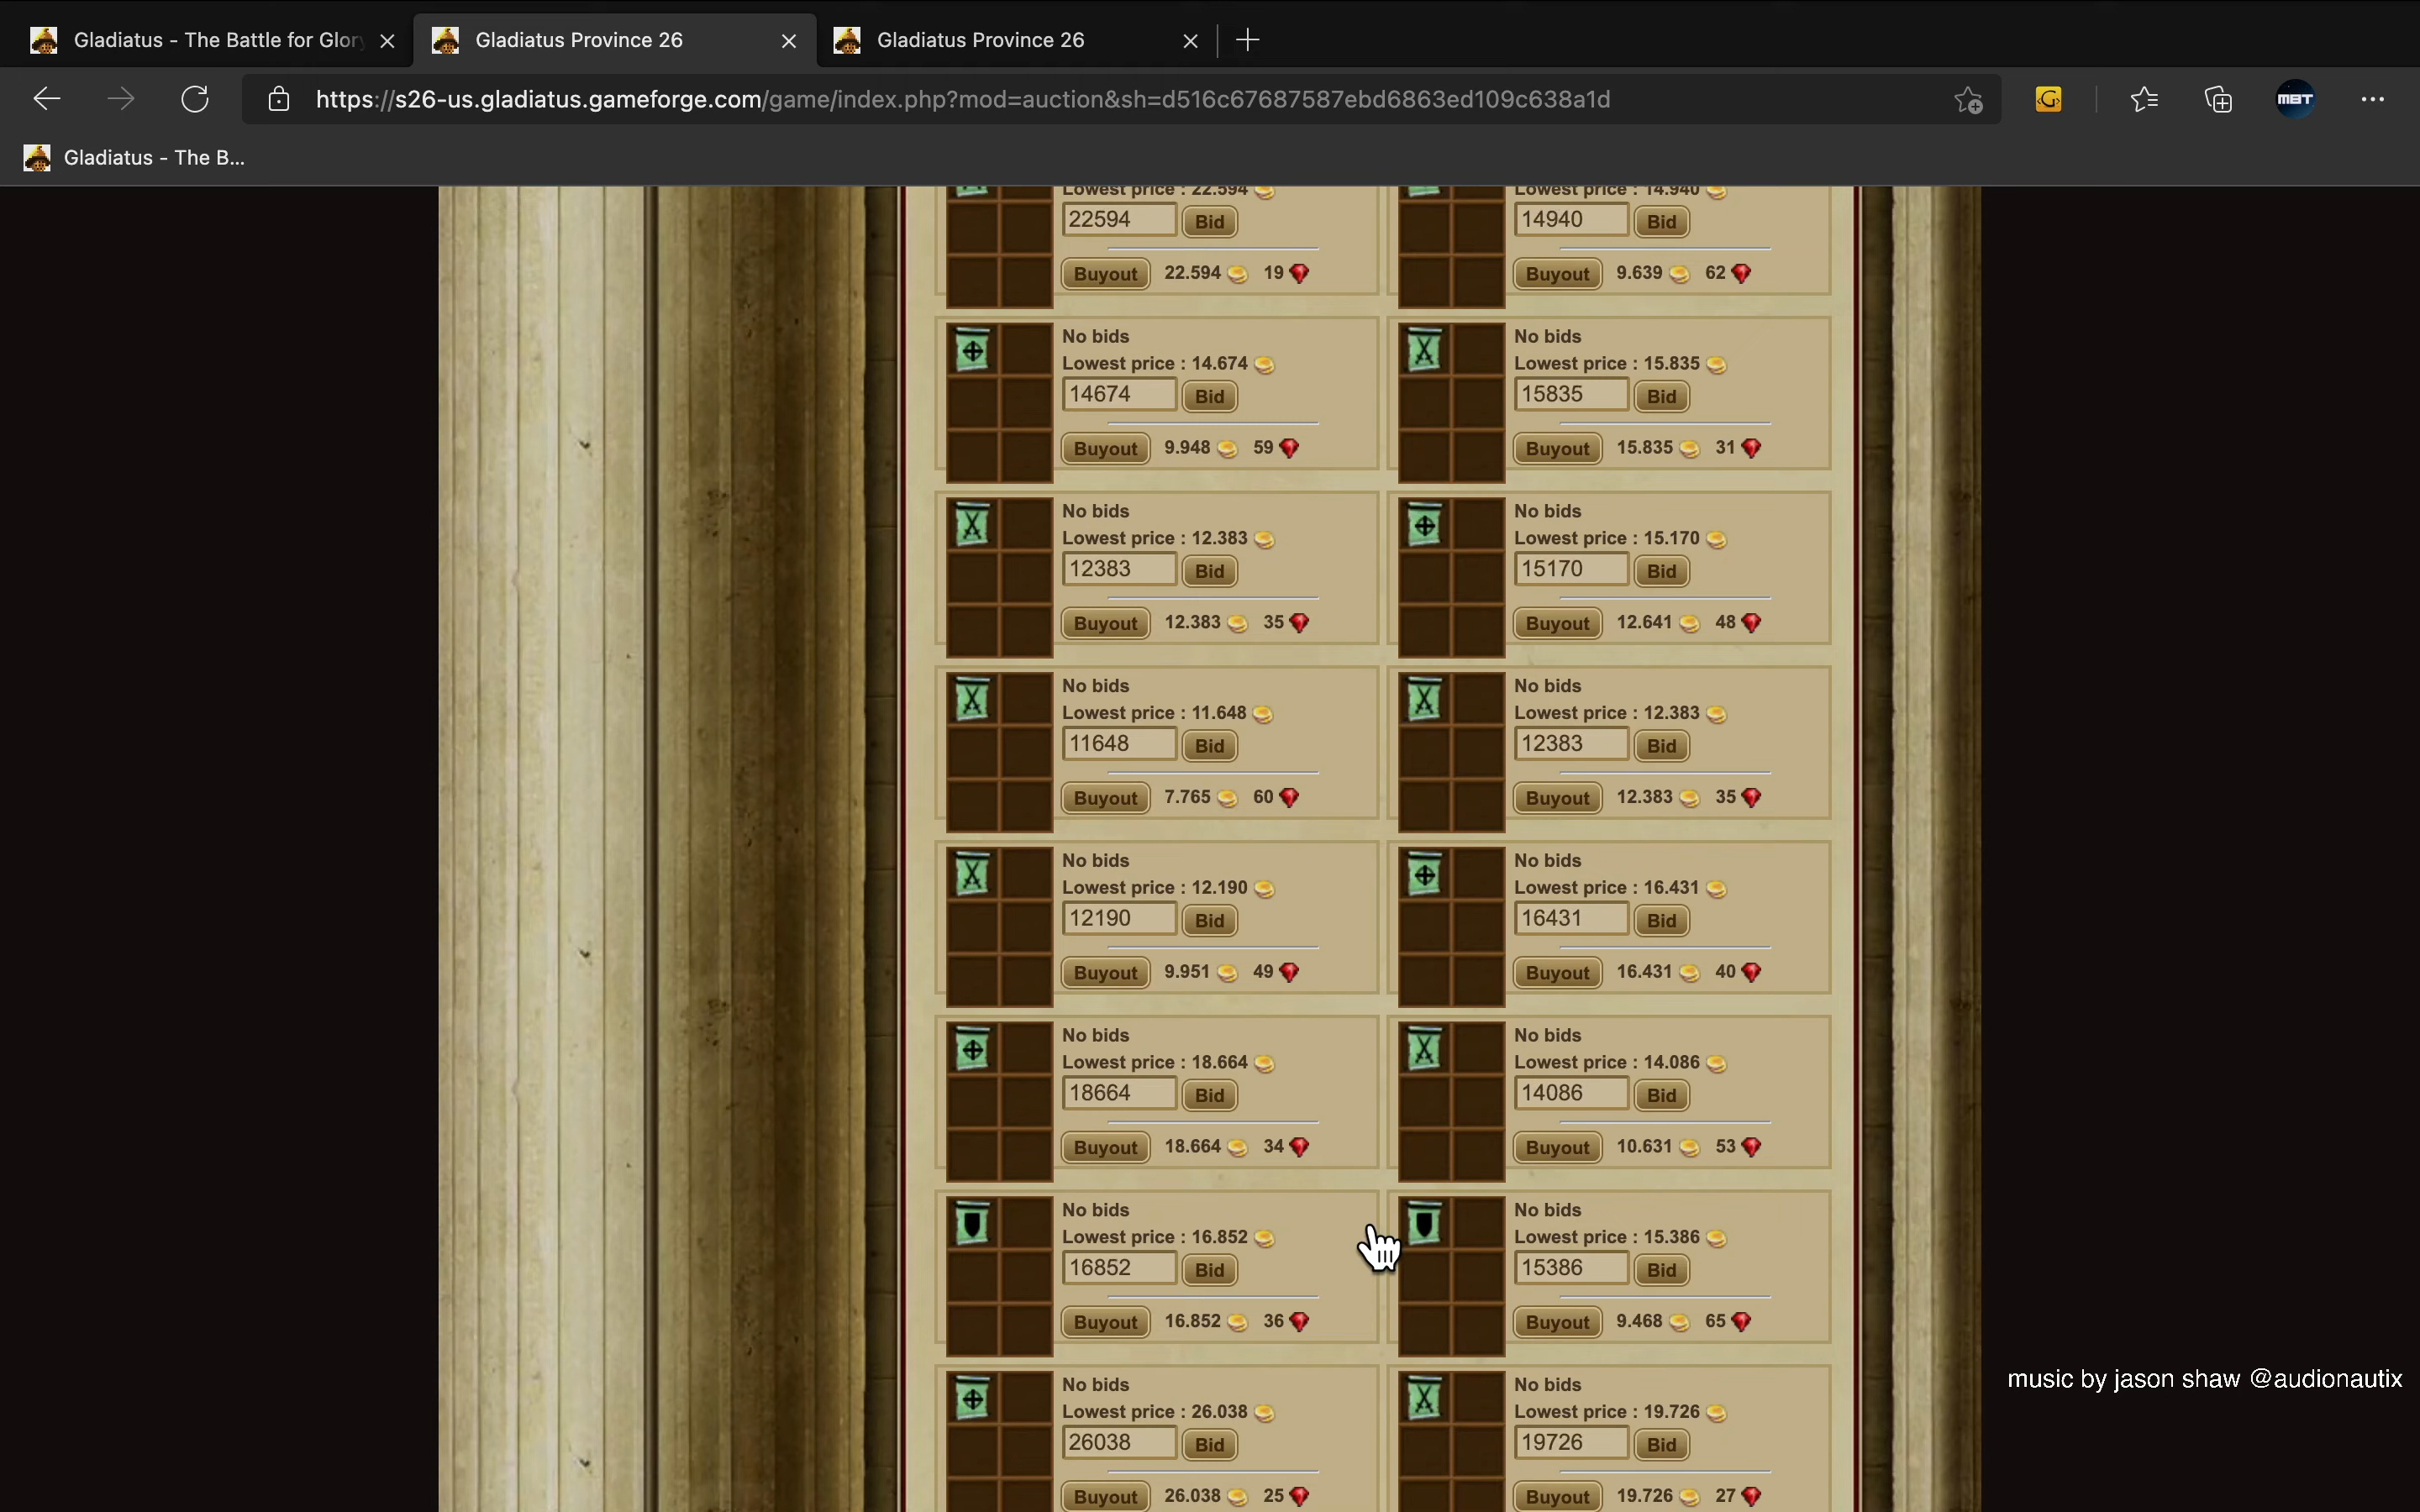 Gladiatus - The Battle for Glory
Gladiatus Province 26
Gladiatus Province 26
https://s26-us.gladiatus.gameforge.com/game/index.php?mod=auction&sh=d516c67687587ebd6863ed109c638a1d
MBT
Gladiatus - The B...
Lowest price : 22.594
22594 Bid
Buyout 22.594 19
Lowest price : 14.940
14940 Bid
Buyout 9.639 62
No bids
Lowest price : 14.674
14674 Bid
Buyout 9.948 59
No bids
Lowest price : 15.835
15835 Bid
Buyout 15.835 31
No bids
Lowest price : 12.383
12383 Bid
Buyout 12.383 35
No bids
Lowest price : 15.170
15170 Bid
Buyout 12.641 48
No bids
Lowest price : 11.648
11648 Bid
Buyout 7.765 60
No bids
Lowest price : 12.383
12383 Bid
Buyout 12.383 35
No bids
Lowest price : 12.190
12190 Bid
Buyout 9.951 49
No bids
Lowest price : 16.431
16431 Bid
Buyout 16.431 40
No bids
Lowest price : 18.664
18664 Bid
Buyout 18.664 34
No bids
Lowest price : 14.086
14086 Bid
Buyout 10.631 53
No bids
Lowest price : 16.852
16852 Bid
Buyout 16.852 36
No bids
Lowest price : 15.386
15386 Bid
Buyout 9.468 65
No bids
Lowest price : 26.038
26038 Bid
Buyout 26.038 25
No bids
Lowest price : 19.726
19726 Bid
Buyout 19.726 27
music by jason shaw @audionautix